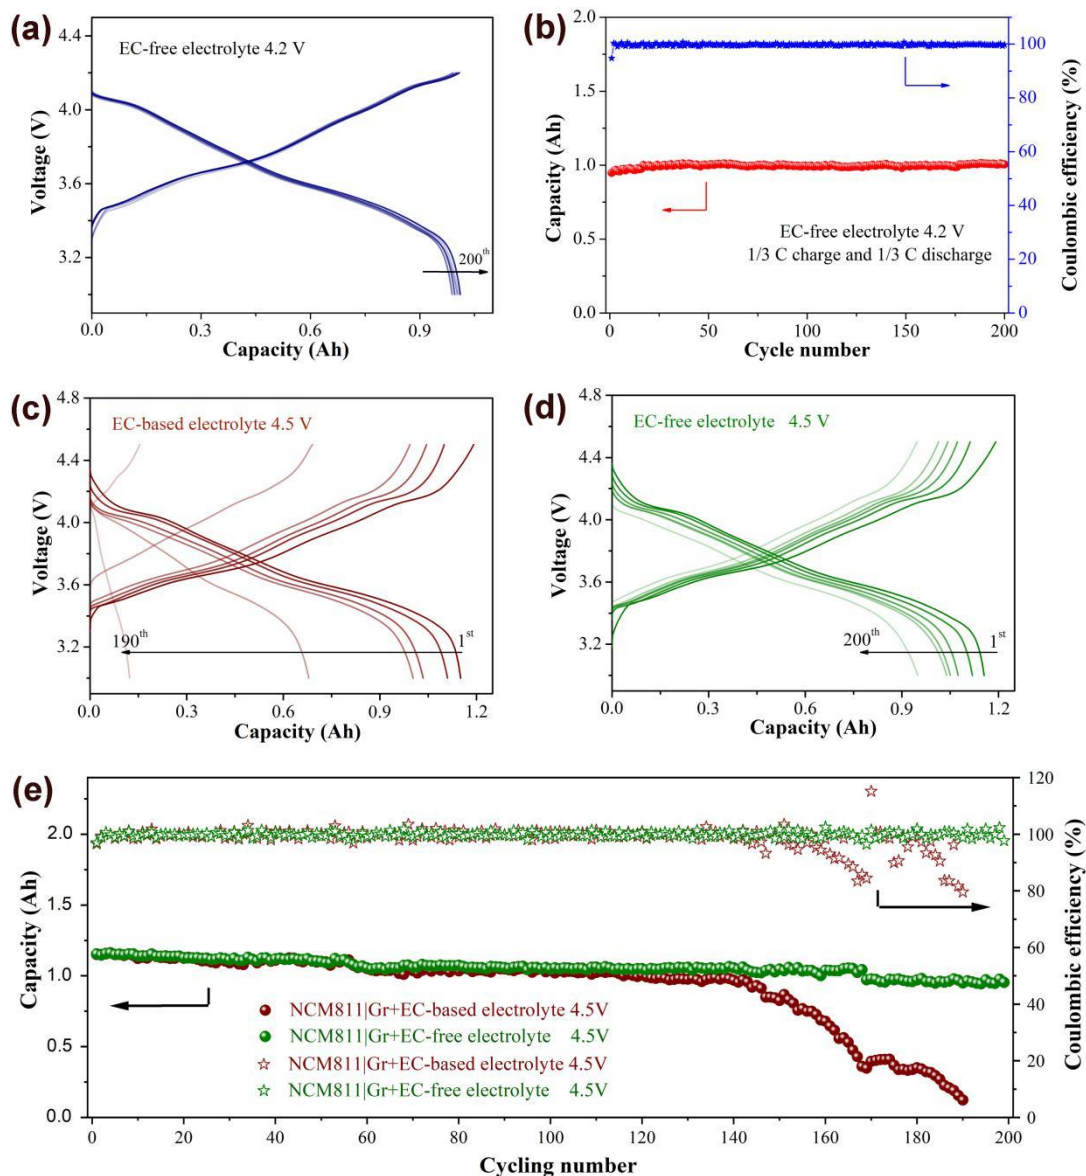 (a)
EC-free electrolyte 4.2 V
4.4
4.0
3.6
3.2
Voltage (V)
200th
0.0 0.3 0.6 0.9
Capacity (Ah)
(b)
2.0
1.5
1.0
0.5
0.0
Capacity (Ah)
100
80
60
40
20
0
Coulombic efficiency (%)
EC-free electrolyte 4.2 V
1/3 C charge and 1/3 C discharge
0 50 100 150 200
Cycle number
(c)
EC-based electrolyte 4.5 V
4.8
4.4
4.0
3.6
3.2
Voltage (V)
190th 1st
0.0 0.3 0.6 0.9 1.2
Capacity (Ah)
(d)
EC-free electrolyte 4.5 V
4.8
4.4
4.0
3.6
3.2
Voltage (V)
200th 1st
0.0 0.3 0.6 0.9 1.2
Capacity (Ah)
(e)
2.0
1.5
1.0
0.5
0.0
Capacity (Ah)
120
100
80
60
40
20
0
Coulombic efficiency (%)
NCM811|Gr+EC-based electrolyte 4.5V
NCM811|Gr+EC-free electrolyte 4.5V
NCM811|Gr+EC-based electrolyte 4.5V
NCM811|Gr+EC-free electrolyte 4.5V
0 20 40 60 80 100 120 140 160 180 200
Cycling number